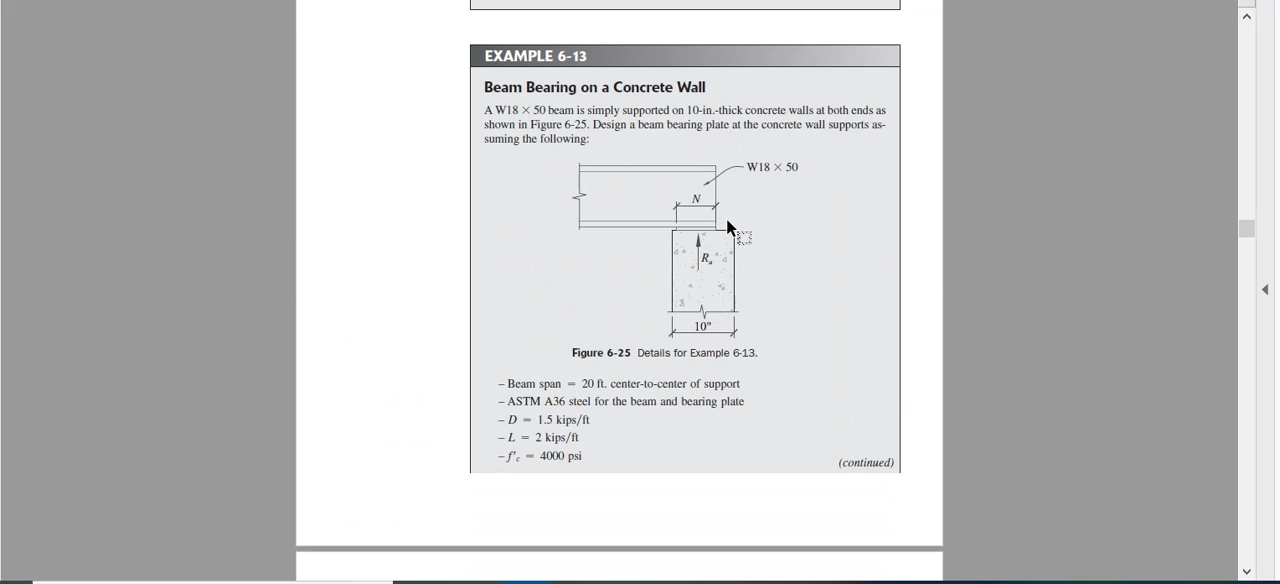 EXAMPLE 6-13
Beam Bearing on a Concrete Wall
A W18 × 50 beam is simply supported on 10-in.-thick concrete walls at both ends as
shown in Figure 6-25. Design a beam bearing plate at the concrete wall supports as-
suming the following:
W18 × 50
N
Rᵤ
10"
Figure 6-25 Details for Example 6-13.
– Beam span = 20 ft. center-to-center of support
– ASTM A36 steel for the beam and bearing plate
– D = 1.5 kips/ft
– L = 2 kips/ft
– f'c = 4000 psi
(continued)